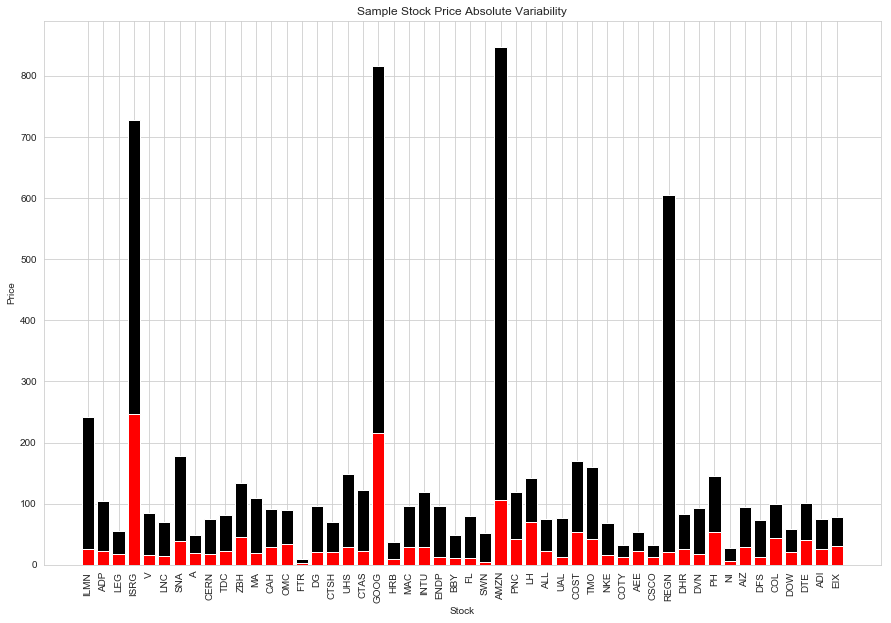 Sample Stock Price Absolute Variability
800
700
600
500
400
300
200
100
0
Price
ILMN ADP LEG ISRG V LNC SNA A CERN TDC ZBH MA CAH OMC FTR DG CTSH UHS CTAS GOOG HRB MAC INTU ENDP BBY FL SWN AMZN PNC LH ALL UAL COST TMO NKE COTY AEE CSCO REGN DHR DVN PH NI AIZ DFS COL DOW DTE ADI EIX
Stock